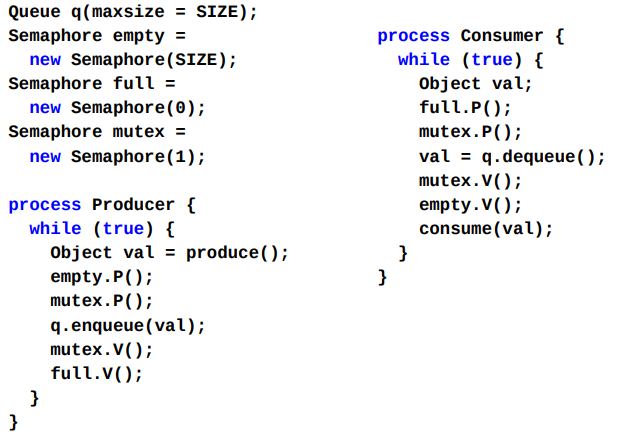 Queue q(maxsize = SIZE);
Semaphore empty =
  new Semaphore(SIZE);
Semaphore full =
  new Semaphore(0);
Semaphore mutex =
  new Semaphore(1);

process Producer {
  while (true) {
    Object val = produce();
    empty.P();
    mutex.P();
    q.enqueue(val);
    mutex.V();
    full.V();
  }
}

process Consumer {
  while (true) {
    Object val;
    full.P();
    mutex.P();
    val = q.dequeue();
    mutex.V();
    empty.V();
    consume(val);
  }
}